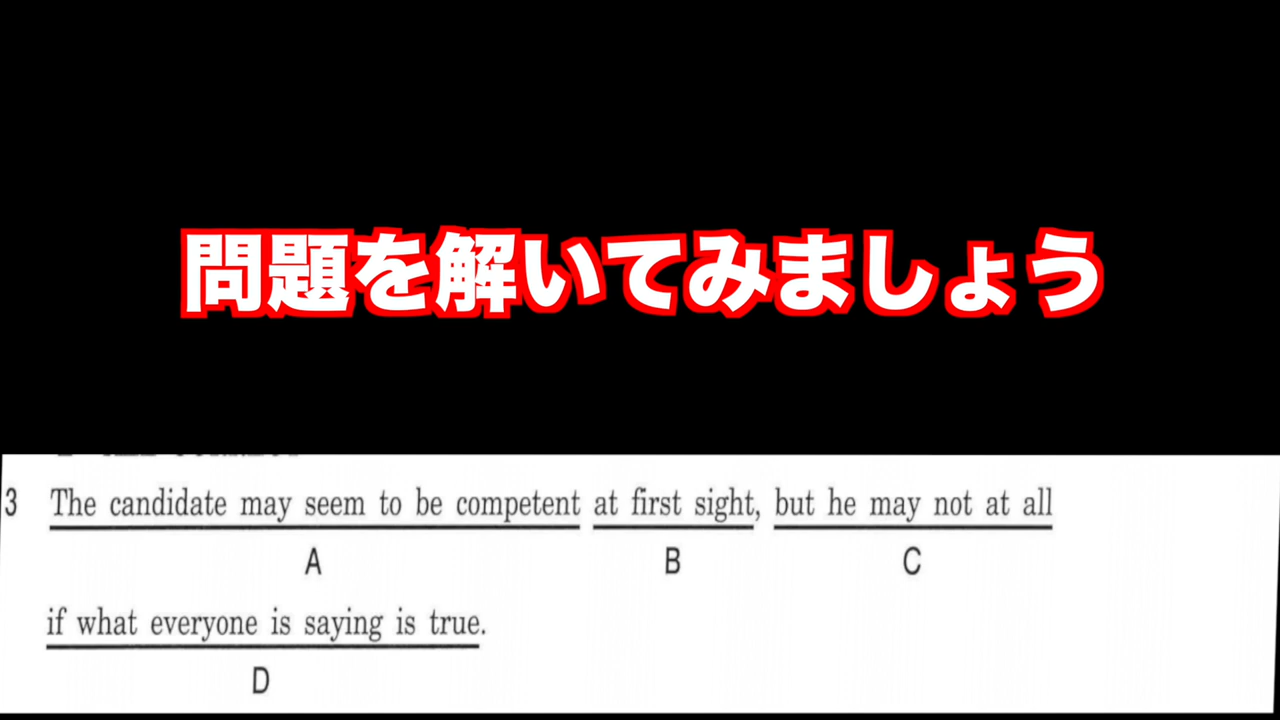 問題を解いてみましょう
3 The candidate may seem to be competent at first sight, but he may not at all
A B C
if what everyone is saying is true.
D